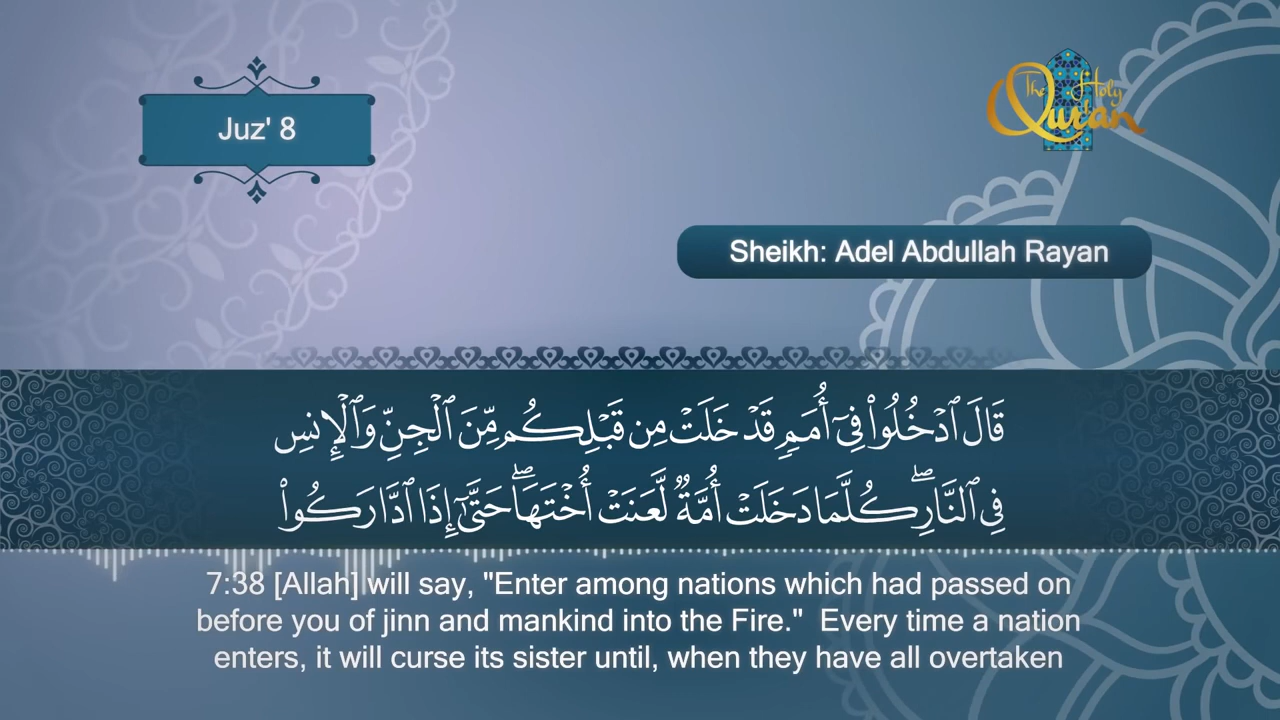 Juz' 8
The Holy
Qur'an
Sheikh: Adel Abdullah Rayan
قَالَ ٱدۡخُلُواْ فِيٓ أُمَمٖ قَدۡ خَلَتۡ مِن قَبۡلِكُم مِّنَ ٱلۡجِنِّ وَٱلۡإِنسِ
فِي ٱلنَّارِۖ كُلَّمَا دَخَلَتۡ أُمَّةٞ لَّعَنَتۡ أُخۡتَهَاۖ حَتَّىٰٓ إِذَا ٱدَّارَكُواْ
7:38 [Allah] will say, "Enter among nations which had passed on
before you of jinn and mankind into the Fire."  Every time a nation
enters, it will curse its sister until, when they have all overtaken